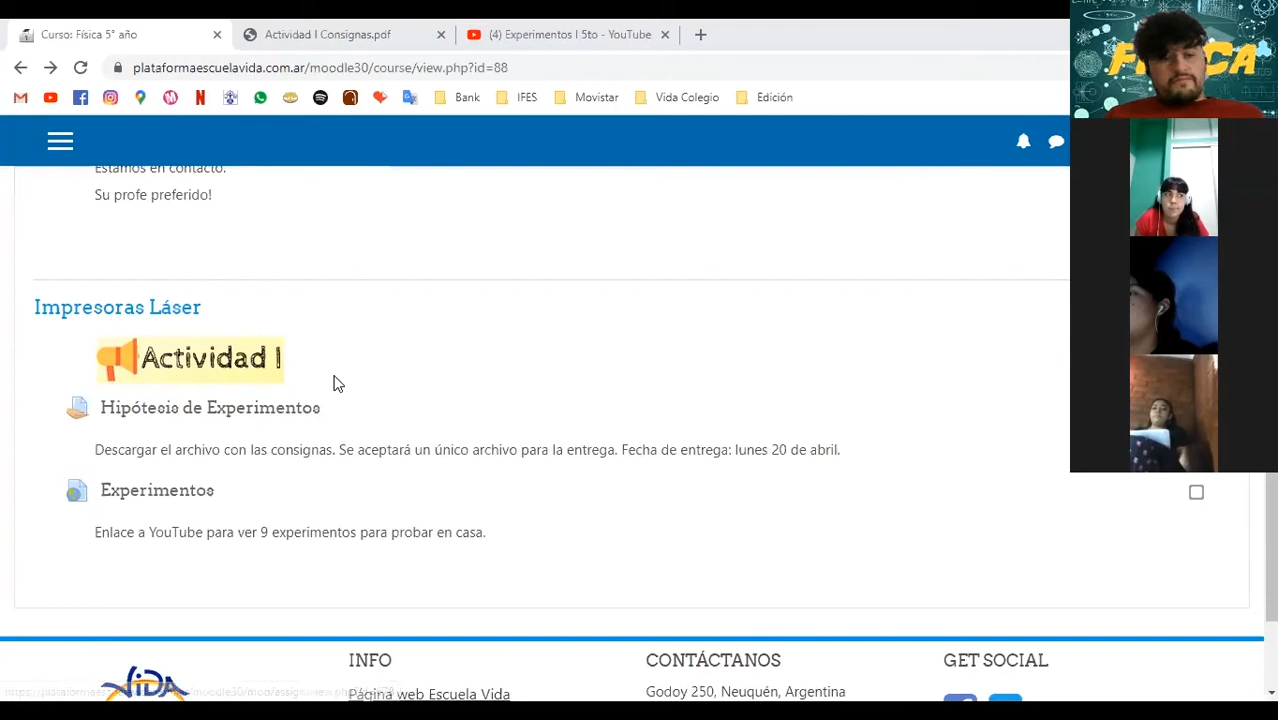 Curso: Física 5° año
Actividad I Consignas.pdf
(4) Experimentos I 5to - YouTube
plataformaescuelavida.com.ar/moodle30/course/view.php?id=88
Bank
IFES
Movistar
Vida Colegio
Edición
Estamos en contacto.
Su profe preferido!
Impresoras Láser
Actividad I
Hipótesis de Experimentos
Descargar el archivo con las consignas. Se aceptará un único archivo para la entrega. Fecha de entrega: lunes 20 de abril.
Experimentos
Enlace a YouTube para ver 9 experimentos para probar en casa.
INFO
CONTÁCTANOS
GET SOCIAL
Página web Escuela Vida
Godoy 250, Neuquén, Argentina